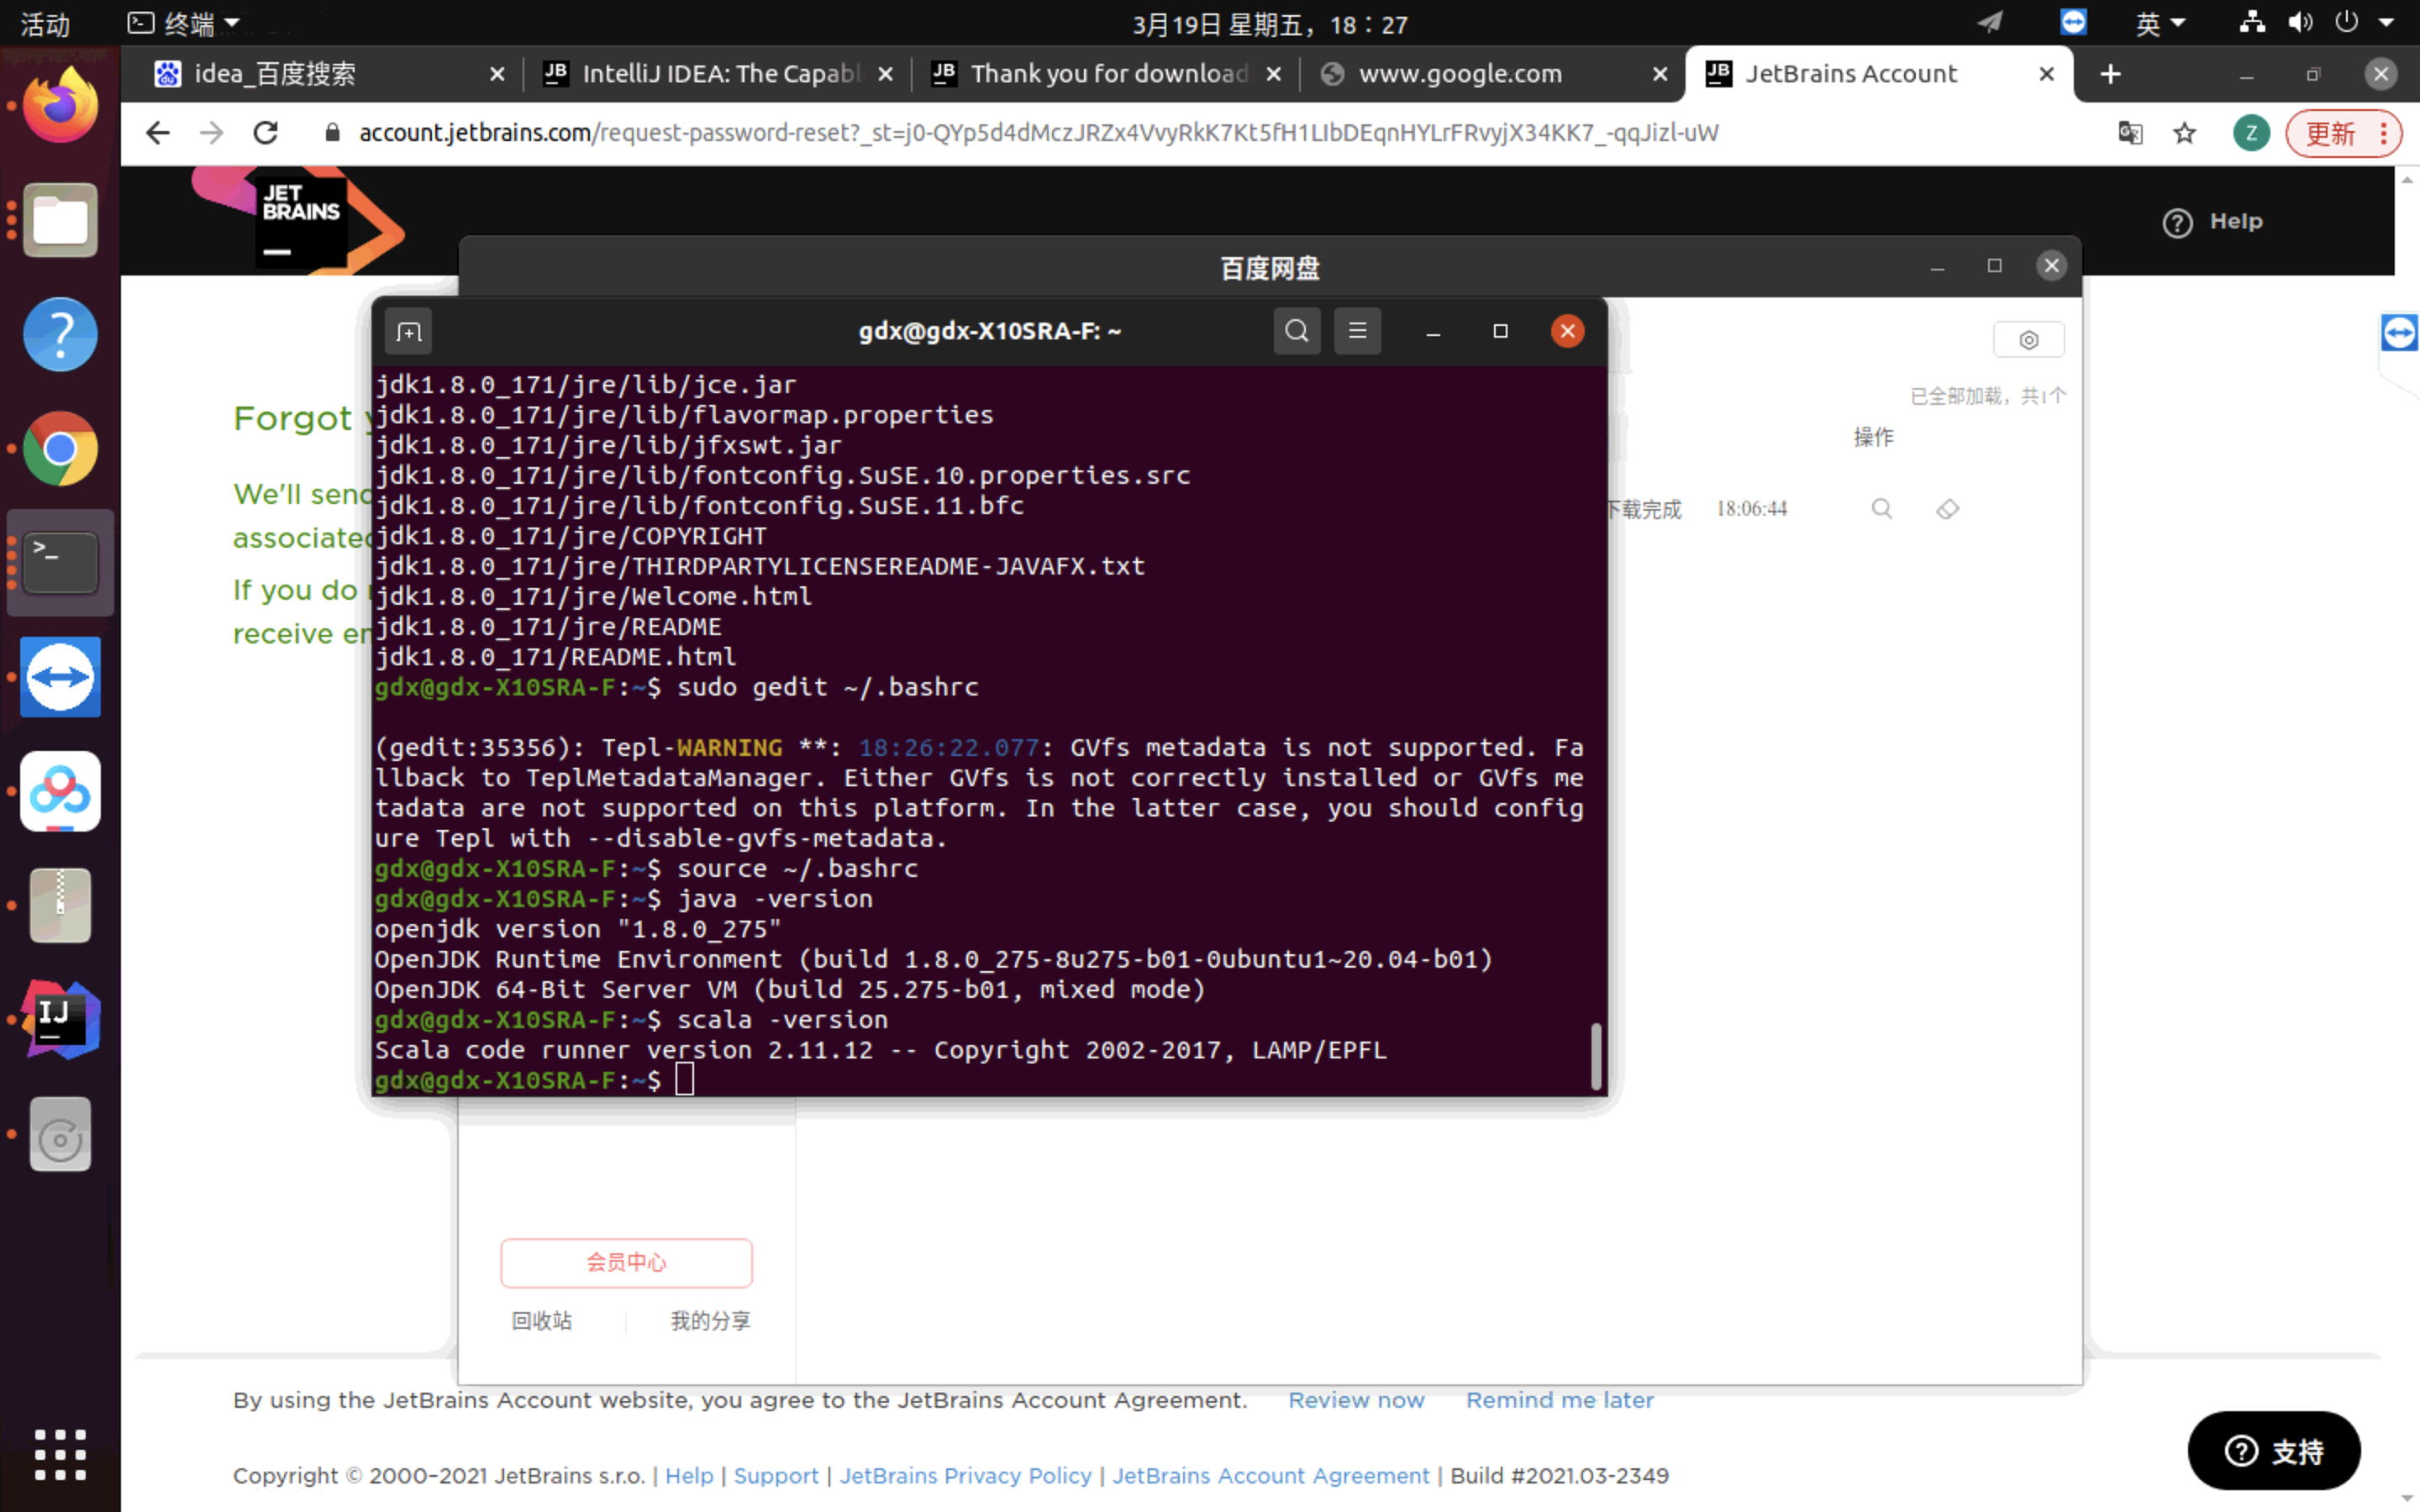 活动
终端
3月19日 星期五，18：27
英
idea_百度搜索
JB IntelliJ IDEA: The Capabl
JB Thank you for download
www.google.com
JB JetBrains Account
account.jetbrains.com/request-password-reset?_st=j0-QYp5d4dMczJRZx4VvyRkK7Kt5fH1LIbDEqnHYLrFRvyjX34KK7_-qqJizl-uW
Z
更新
JET
BRAINS
Help
百度网盘
gdx@gdx-X10SRA-F: ~
已全部加载，共1个
操作
下载完成 18:06:44
Forgot y
We'll send
associated
If you do
receive em
jdk1.8.0_171/jre/lib/jce.jar
jdk1.8.0_171/jre/lib/flavormap.properties
jdk1.8.0_171/jre/lib/jfxswt.jar
jdk1.8.0_171/jre/lib/fontconfig.SuSE.10.properties.src
jdk1.8.0_171/jre/lib/fontconfig.SuSE.11.bfc
jdk1.8.0_171/jre/COPYRIGHT
jdk1.8.0_171/jre/THIRDPARTYLICENSEREADME-JAVAFX.txt
jdk1.8.0_171/jre/Welcome.html
jdk1.8.0_171/jre/README
jdk1.8.0_171/README.html
gdx@gdx-X10SRA-F:~$ sudo gedit ~/.bashrc
(gedit:35356): Tepl-WARNING **: 18:26:22.077: GVfs metadata is not supported. Fa
llback to TeplMetadataManager. Either GVfs is not correctly installed or GVfs me
tadata are not supported on this platform. In the latter case, you should config
ure Tepl with --disable-gvfs-metadata.
gdx@gdx-X10SRA-F:~$ source ~/.bashrc
gdx@gdx-X10SRA-F:~$ java -version
openjdk version "1.8.0_275"
OpenJDK Runtime Environment (build 1.8.0_275-8u275-b01-0ubuntu1~20.04-b01)
OpenJDK 64-Bit Server VM (build 25.275-b01, mixed mode)
gdx@gdx-X10SRA-F:~$ scala -version
Scala code runner version 2.11.12 -- Copyright 2002-2017, LAMP/EPFL
gdx@gdx-X10SRA-F:~$
IJ
会员中心
回收站
我的分享
By using the JetBrains Account website, you agree to the JetBrains Account Agreement. Review now Remind me later
支持
Copyright © 2000–2021 JetBrains s.r.o. | Help | Support | JetBrains Privacy Policy | JetBrains Account Agreement | Build #2021.03-2349